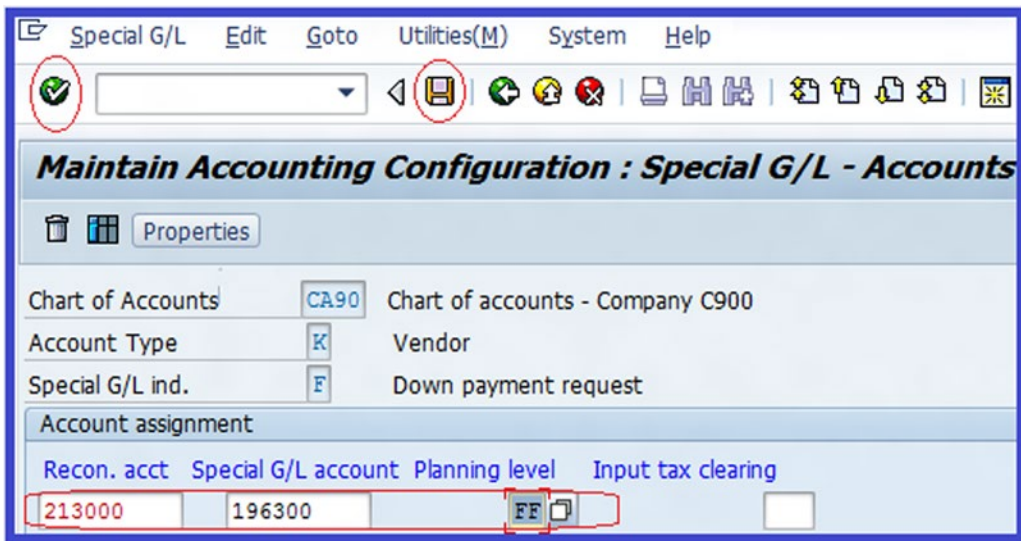 Special G/L Edit Goto Utilities(M) System Help
Maintain Accounting Configuration : Special G/L - Accounts
Properties
Chart of Accounts CA90 Chart of accounts - Company C900
Account Type K Vendor
Special G/L ind. F Down payment request
Account assignment
Recon. acct Special G/L account Planning level Input tax clearing
213000 196300 FF